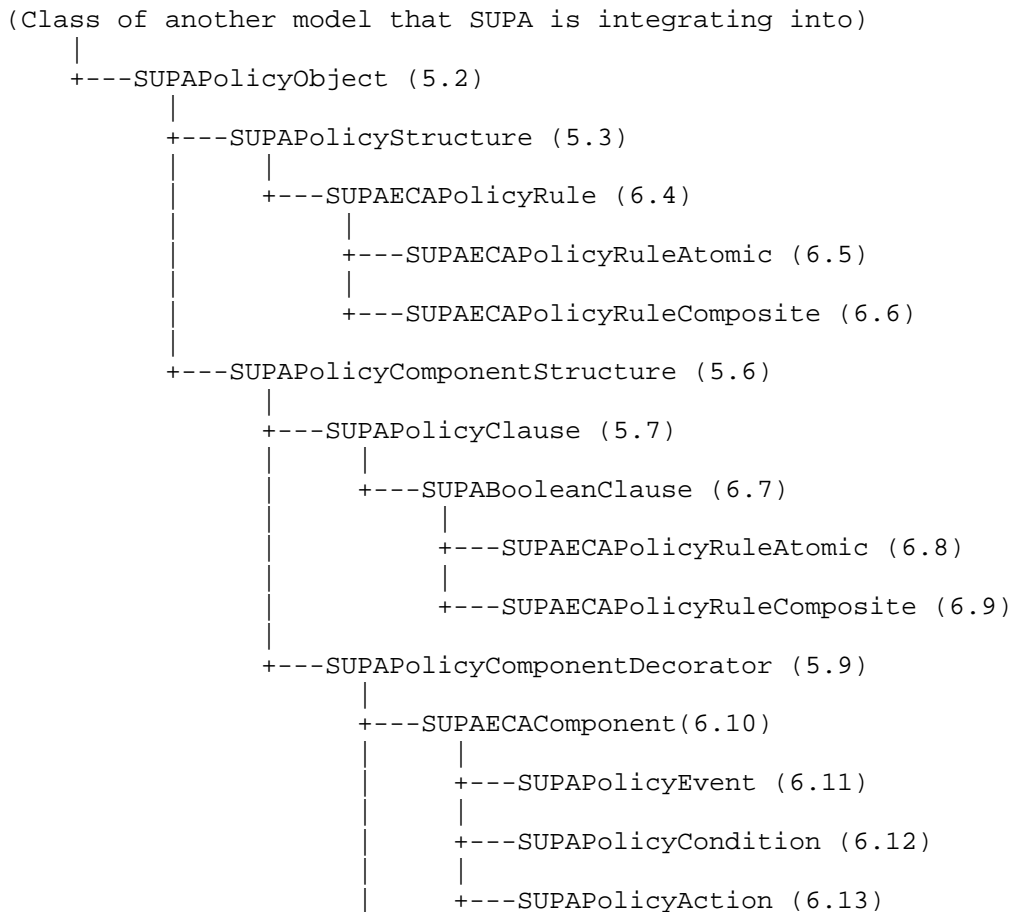 (Class of another model that SUPA is integrating into)
|
+---SUPAPolicyObject (5.2)
|
+---SUPAPolicyStructure (5.3)
| |
| +---SUPAECAPolicyRule (6.4)
| |
| +---SUPAECAPolicyRuleAtomic (6.5)
| |
| +---SUPAECAPolicyRuleComposite (6.6)
|
+---SUPAPolicyComponentStructure (5.6)
|
+---SUPAPolicyClause (5.7)
| |
| +---SUPABooleanClause (6.7)
| |
| +---SUPAECAPolicyRuleAtomic (6.8)
| |
| +---SUPAECAPolicyRuleComposite (6.9)
|
+---SUPAPolicyComponentDecorator (5.9)
|
+---SUPAECAComponent(6.10)
| |
| +---SUPAPolicyEvent (6.11)
| |
| +---SUPAPolicyCondition (6.12)
| |
| +---SUPAPolicyAction (6.13)